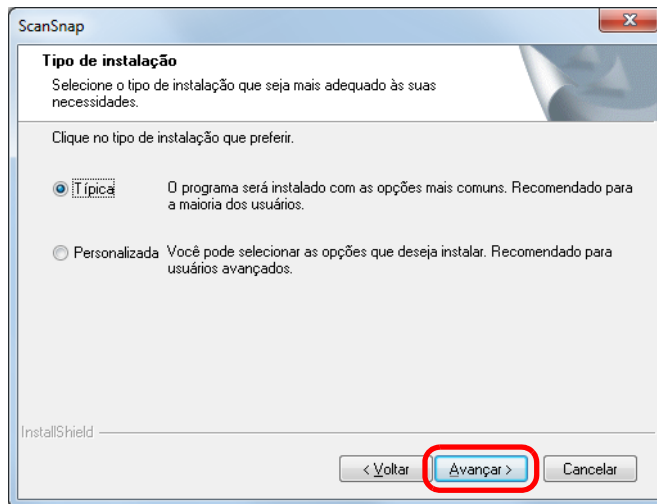 ScanSnap
Tipo de instalação
Selecione o tipo de instalação que seja mais adequado às suas
necessidades.
Clique no tipo de instalação que preferir.
Típica
O programa será instalado com as opções mais comuns. Recomendado para
a maioria dos usuários.
Personalizada
Você pode selecionar as opções que deseja instalar. Recomendado para
usuários avançados.
InstallShield
< Voltar
Avançar >
Cancelar